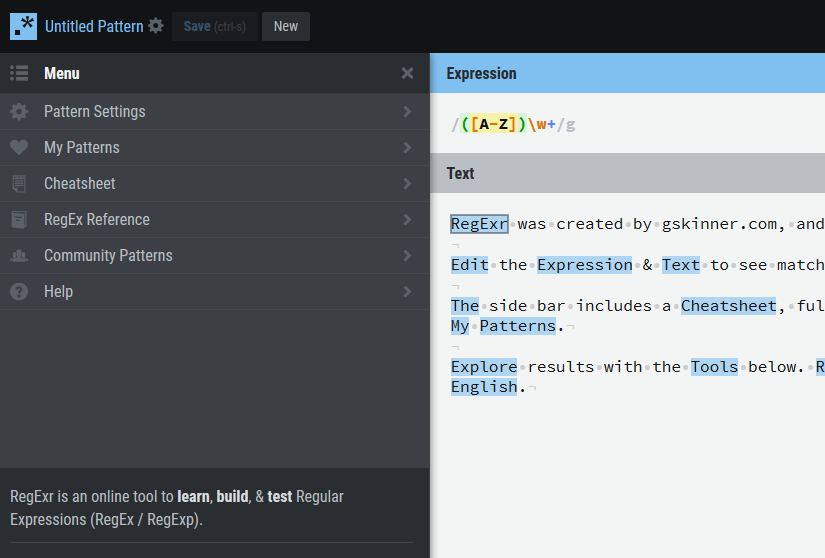 Untitled Pattern Save (ctrl-s) New
Menu
Pattern Settings
My Patterns
Cheatsheet
RegEx Reference
Community Patterns
Help
RegExr is an online tool to learn, build, & test Regular
Expressions (RegEx / RegExp).
Expression
/([A-Z])\w+/g
Text
RegExr was created by gskinner.com, and
Edit the Expression & Text to see match
The side bar includes a Cheatsheet, ful
My Patterns.
Explore results with the Tools below. R
English.